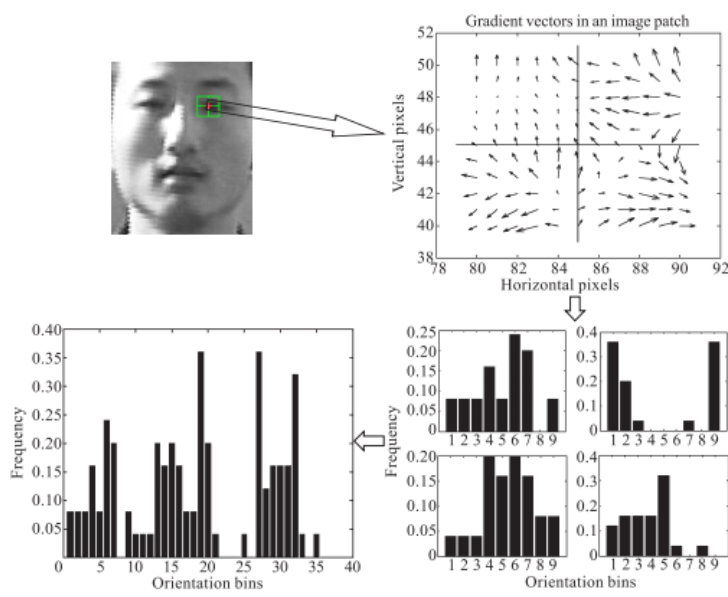 Gradient vectors in an image patch
52
50
48
46
44
42
40
38
Vertical pixels
78 80 82 84 86 88 90 92
Horizontal pixels
0.40
0.35
0.30
0.25
0.20
0.15
0.10
0.05
Frequency
0 5 10 15 20 25 30 35 40
Orientation bins
0.25
0.20
0.15
0.10
0.05
0
1 2 3 4 5 6 7 8 9
0.4
0.3
0.2
0.1
0
1 2 3 4 5 6 7 8 9
Frequency
0.20
0.15
0.10
0.05
0
1 2 3 4 5 6 7 8 9
0.4
0.3
0.2
0.1
0
1 2 3 4 5 6 7 8 9
Orientation bins